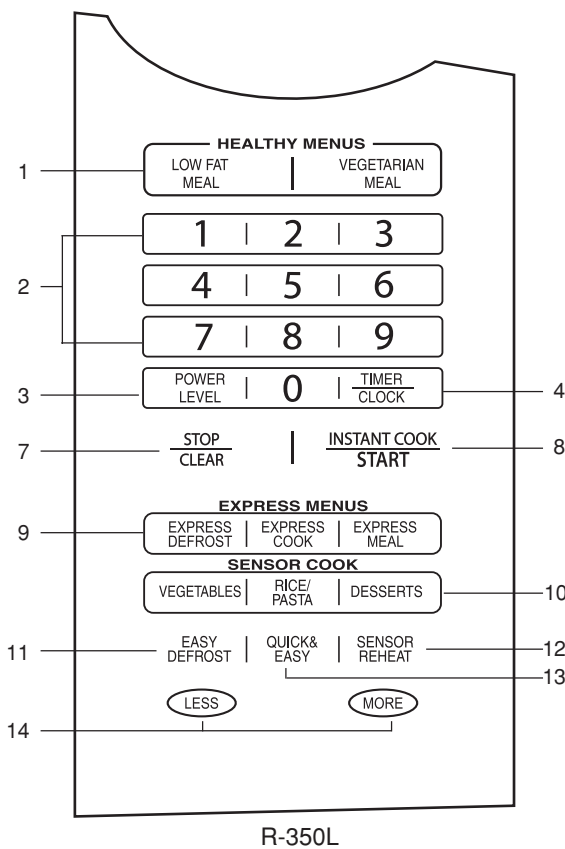 HEALTHY MENUS
1 LOW FAT MEAL | VEGETARIAN MEAL
1 | 2 | 3
2 4 | 5 | 6
7 | 8 | 9
3 POWER LEVEL 0 TIMER CLOCK 4
7 STOP CLEAR | INSTANT COOK START 8
EXPRESS MENUS
9 EXPRESS DEFROST | EXPRESS COOK | EXPRESS MEAL
SENSOR COOK
VEGETABLES | RICE/ PASTA | DESSERTS 10
11 EASY DEFROST | QUICK& EASY | SENSOR REHEAT 12
13
LESS MORE
14
R-350L